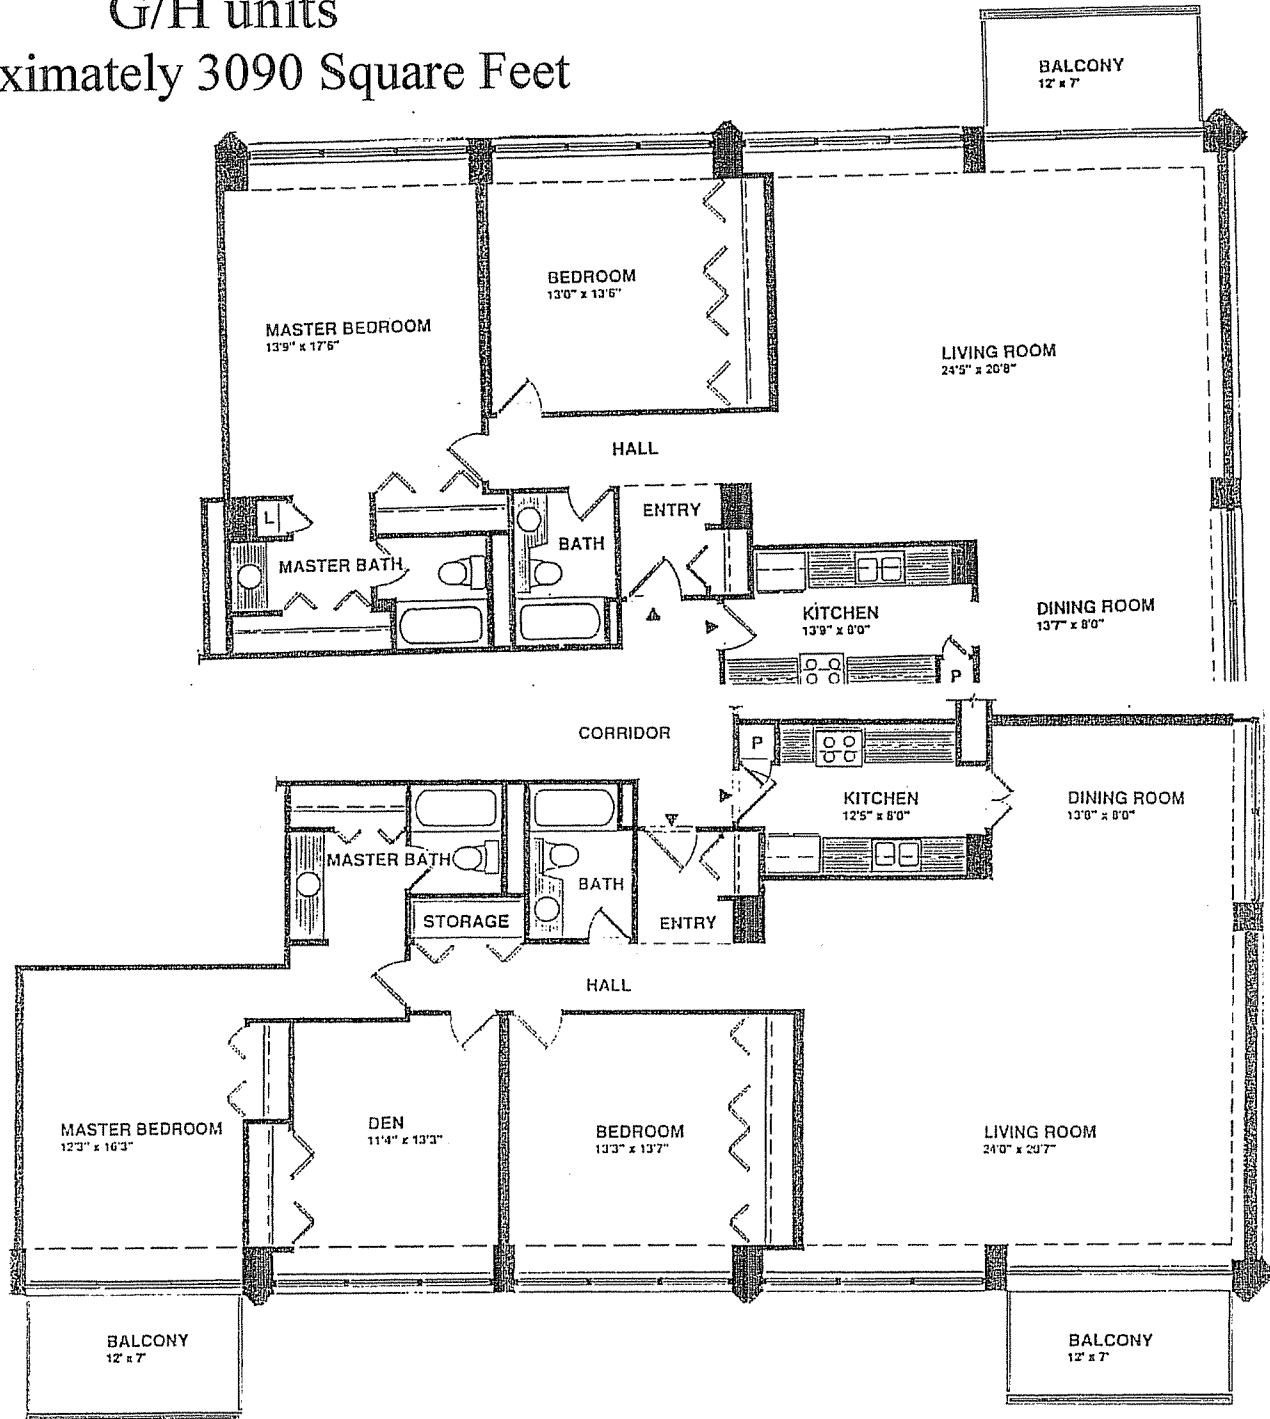 G/H units
ximately 3090 Square Feet
BALCONY
12' x 7'
BEDROOM
13'0" x 13'6"
MASTER BEDROOM
13'9" x 17'6"
LIVING ROOM
24'5" x 20'8"
HALL
ENTRY
L
BATH
MASTER BATH
KITCHEN
13'9" x 8'0"
DINING ROOM
13'7" x 8'0"
P
CORRIDOR
P
KITCHEN
12'5" x 8'0"
DINING ROOM
13'8" x 8'0"
MASTER BATH
BATH
STORAGE
ENTRY
HALL
MASTER BEDROOM
12'3" x 16'3"
DEN
11'4" x 13'3"
BEDROOM
13'3" x 13'7"
LIVING ROOM
24'0" x 20'7"
BALCONY
12' x 7'
BALCONY
12' x 7'